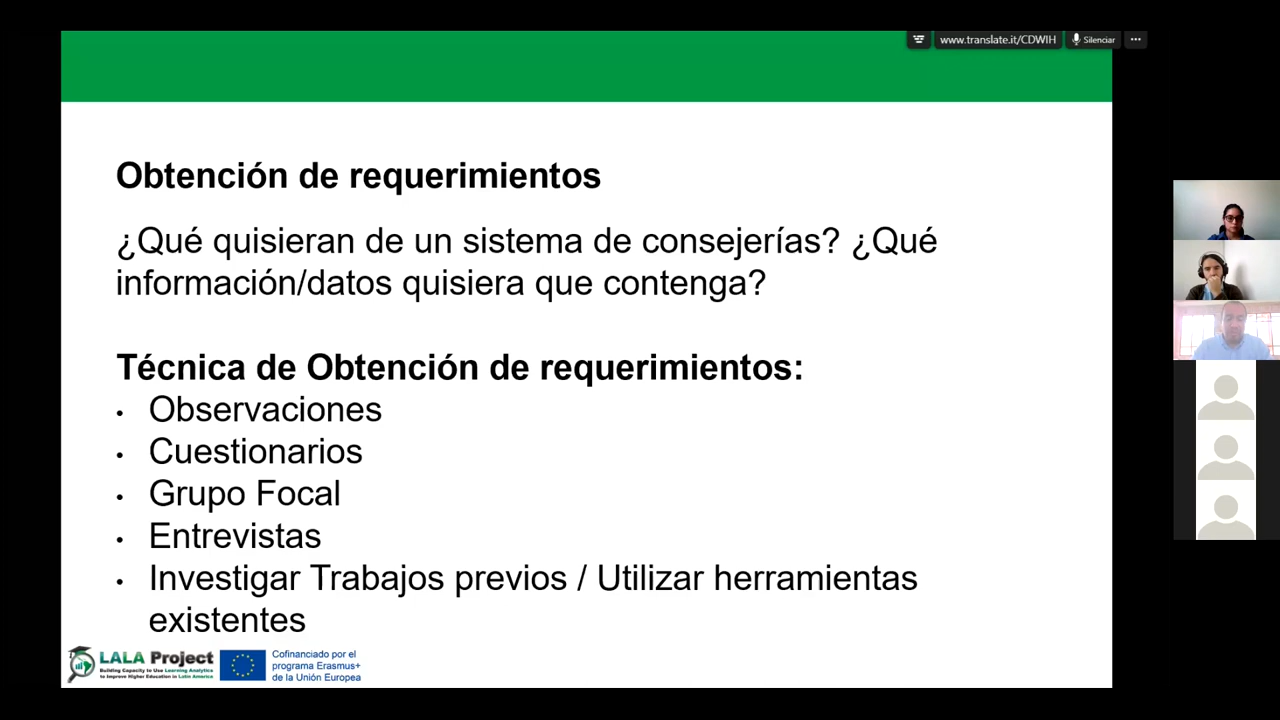 www.translate.it/CDWIH
Silenciar
Obtención de requerimientos
¿Qué quisieran de un sistema de consejerías? ¿Qué
información/datos quisiera que contenga?
Técnica de Obtención de requerimientos:
• Observaciones
• Cuestionarios
• Grupo Focal
• Entrevistas
• Investigar Trabajos previos / Utilizar herramientas
existentes
LALA Project
Building Capacity to Use Learning Analytics
to Improve Higher Education in Latin America
Cofinanciado por el
programa Erasmus+
de la Unión Europea